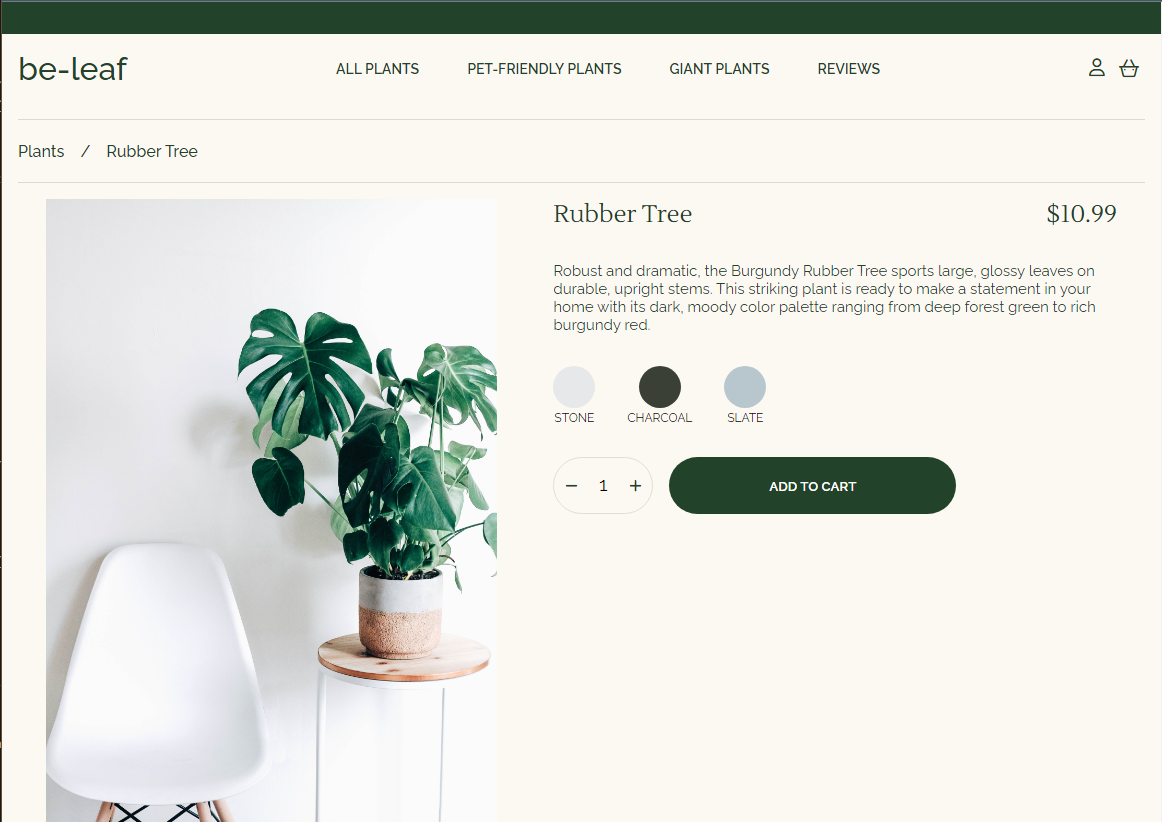 be-leaf
ALL PLANTS PET-FRIENDLY PLANTS GIANT PLANTS REVIEWS
Plants / Rubber Tree
Rubber Tree $10.99
Robust and dramatic, the Burgundy Rubber Tree sports large, glossy leaves on
durable, upright stems. This striking plant is ready to make a statement in your
home with its dark, moody color palette ranging from deep forest green to rich
burgundy red.
STONE CHARCOAL SLATE
− 1 + ADD TO CART